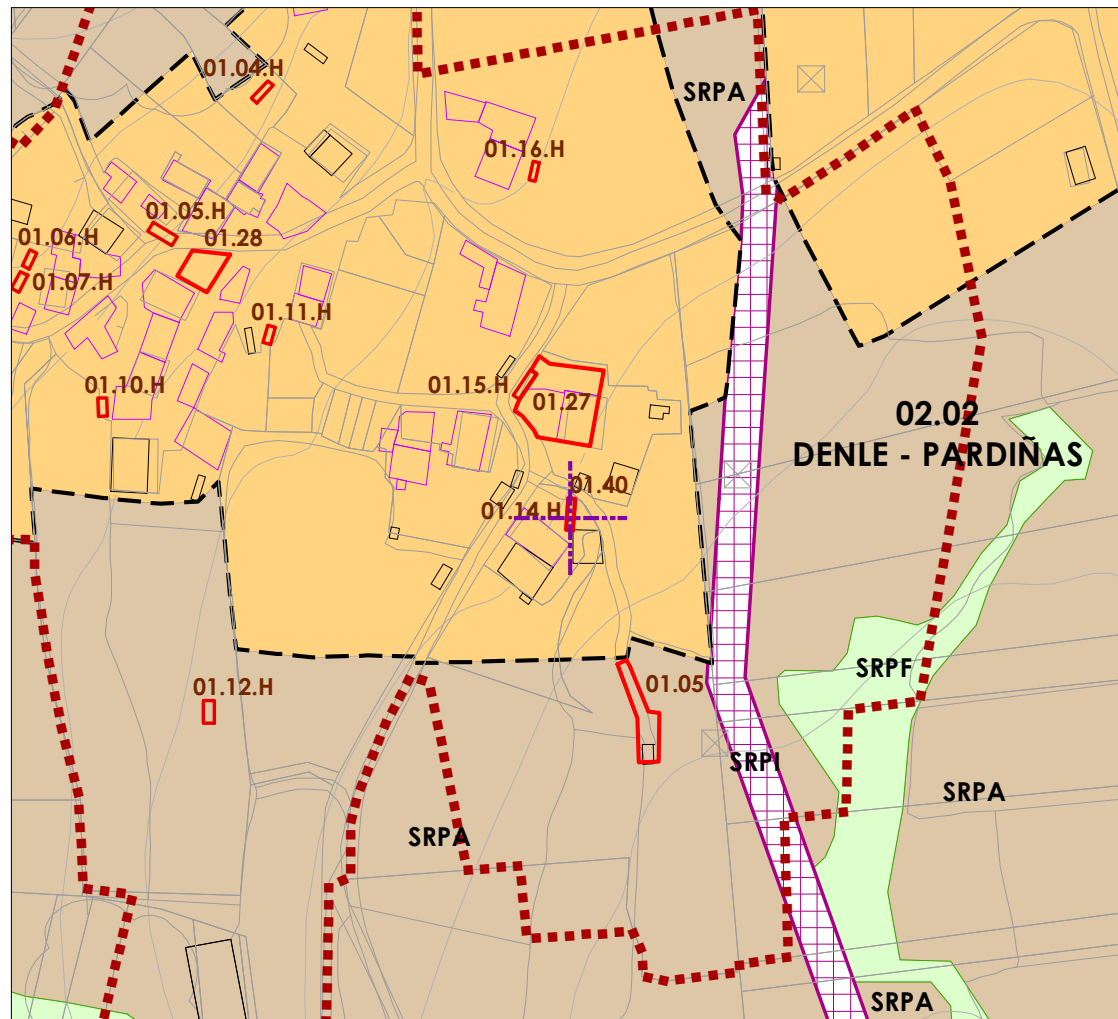 01.04.H
SRPA
01.16.H
01.05.H
01.28
01.06.H
01.07.H
01.11.H
01.10.H
01.15.H
01.27
02.02
DENLE - PARDIÑAS
01.40
01.14.H
SRPF
01.05
01.12.H
SRPI
SRPA
SRPA
SRPA